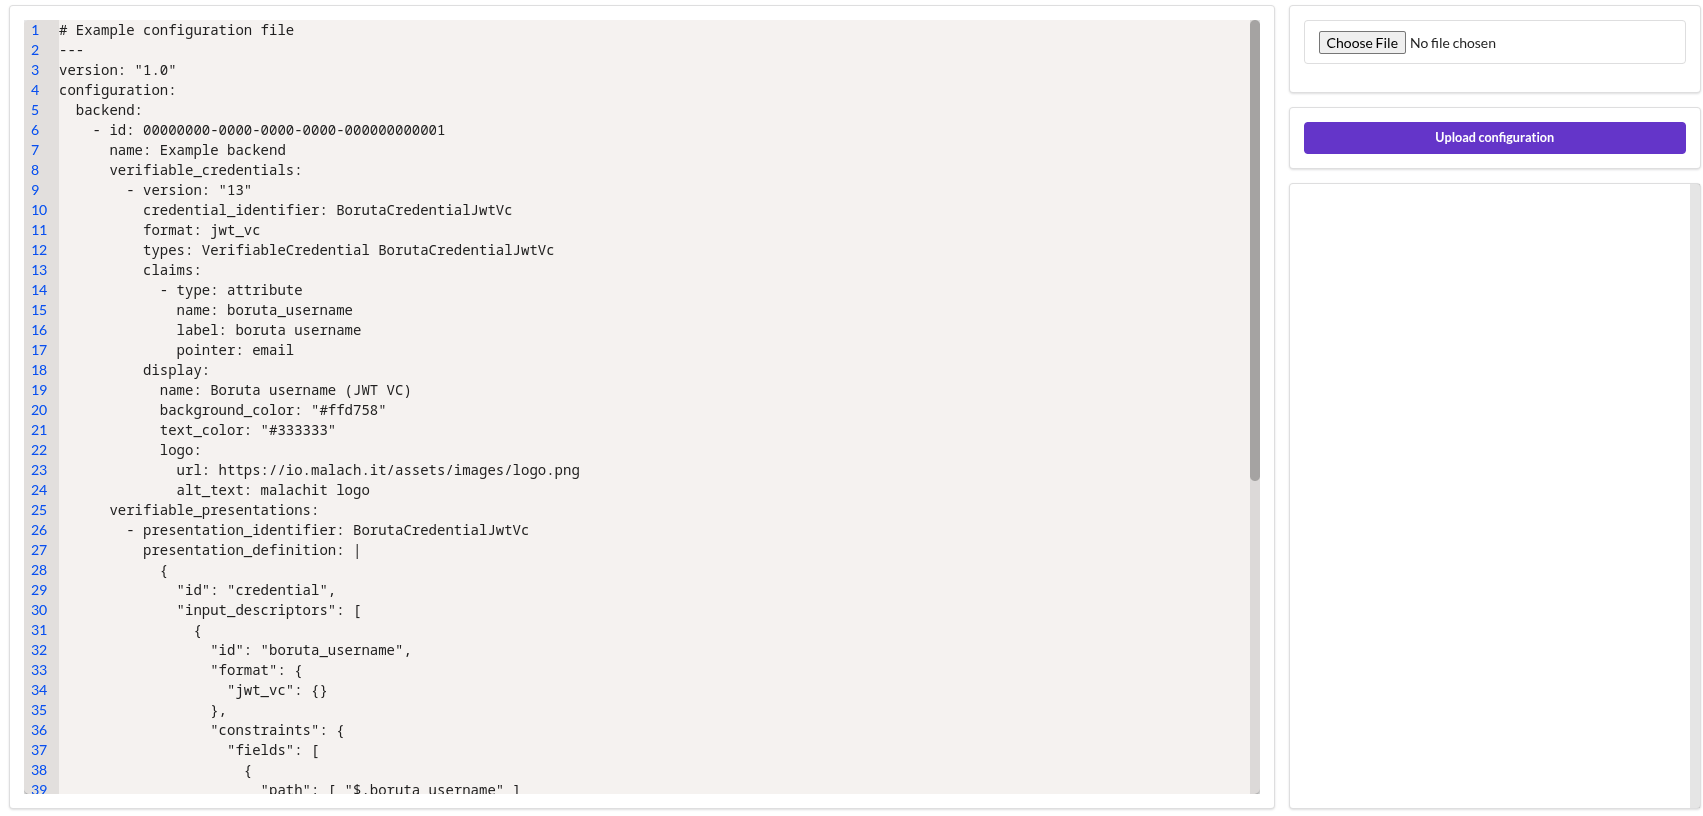 1 # Example configuration file
2 ---
3 version: "1.0"
4 configuration:
5   backend:
6     - id: 00000000-0000-0000-0000-000000000001
7       name: Example backend
8       verifiable_credentials:
9         - version: "13"
10           credential_identifier: BorutaCredentialJwtVc
11           format: jwt_vc
12           types: VerifiableCredential BorutaCredentialJwtVc
13           claims:
14             - type: attribute
15               name: boruta_username
16               label: boruta username
17               pointer: email
18           display:
19             name: Boruta username (JWT VC)
20             background_color: "#ffd758"
21             text_color: "#333333"
22             logo:
23               url: https://io.malach.it/assets/images/logo.png
24               alt_text: malachit logo
25       verifiable_presentations:
26         - presentation_identifier: BorutaCredentialJwtVc
27           presentation_definition: |
28             {
29               "id": "credential",
30               "input_descriptors": [
31                 {
32                   "id": "boruta_username",
33                   "format": {
34                     "jwt_vc": {}
35                   },
36                   "constraints": {
37                     "fields": [
38                       {
39                         "path": [ "$.boruta_username" ]
Choose File No file chosen
Upload configuration